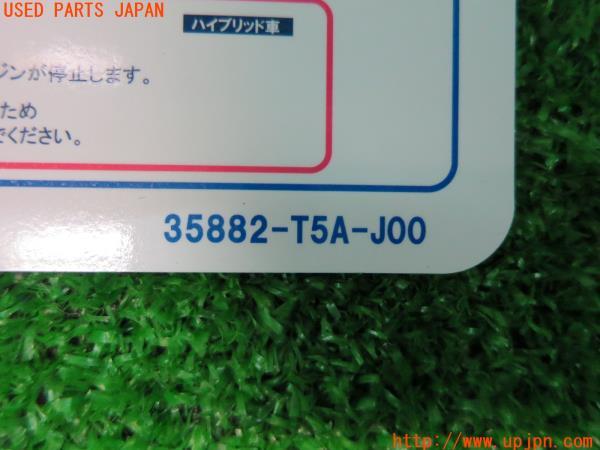 USED PARTS JAPAN
ハイブリッド車
ジンが停止します。
ため
ください。
35882-T5A-J00
http://www.upjpn.com